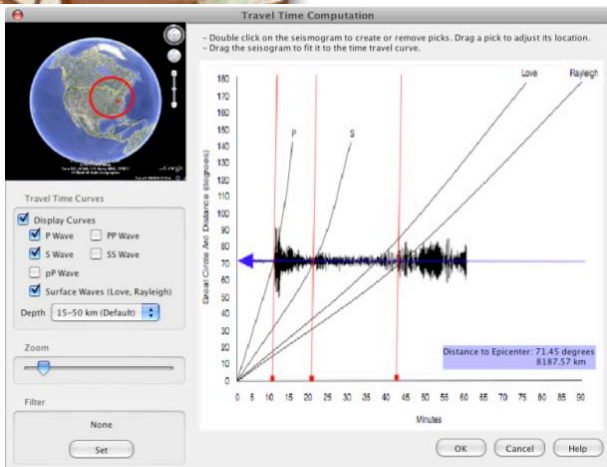 Travel Time Computation
- Double click on the seismogram to create or remove picks. Drag a pick to adjust its location.
- Drag the seisogram to fit it to the time travel curve.
Travel Time Curves
Display Curves
P Wave PP Wave
S Wave SS Wave
pP Wave
Surface Waves (Love, Rayleigh)
Depth 15-50 km (Default)
Zoom
Filter
None
Set
Great Circle Arc Distance (degrees)
180
170
160
150
140
130
120
110
100
90
80
70
60
50
40
30
20
10
0
P
S
Love
Rayleigh
Distance to Epicenter: 71.45 degrees
8187.57 km
0 5 10 15 20 25 30 35 40 45 50 55 60 65 70 75 80 85 90
Minutes
OK Cancel Help